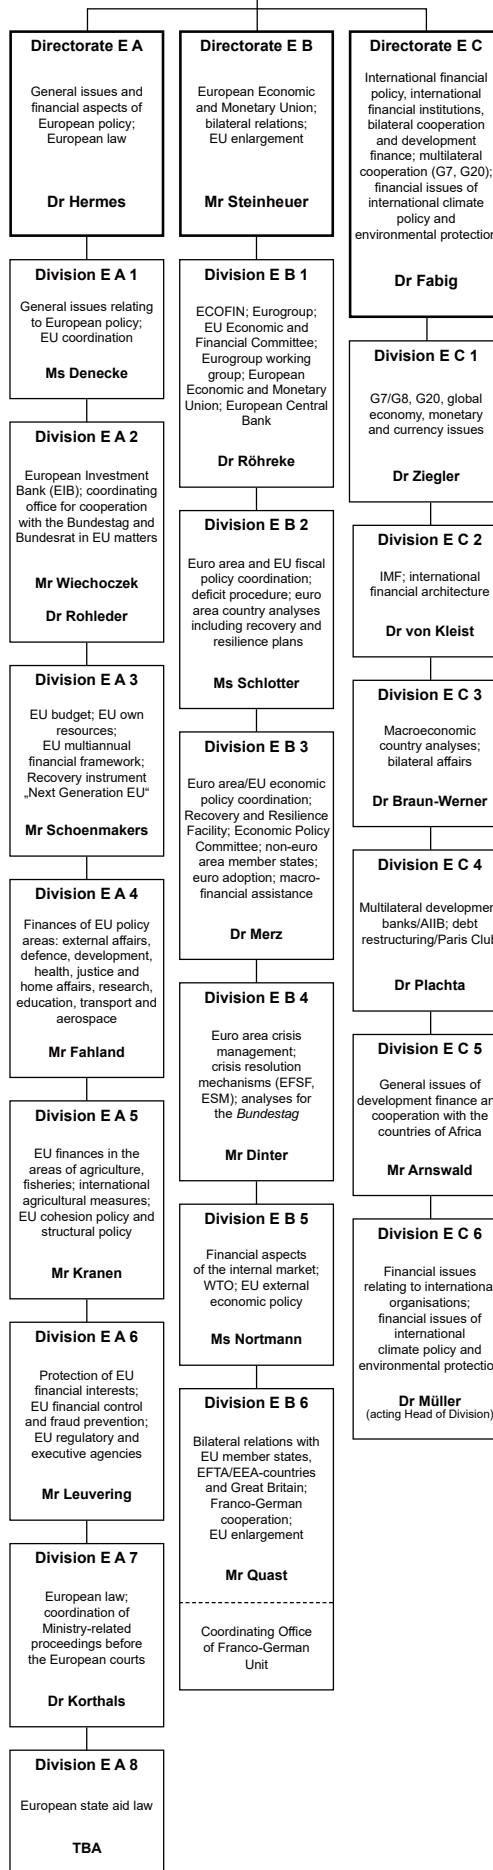 Directorate E A
General issues and
financial aspects of
European policy;
European law
Dr Hermes
Division E A 1
General issues relating
to European policy;
EU coordination
Ms Denecke
Division E A 2
European Investment
Bank (EIB); coordinating
office for cooperation
with the Bundestag and
Bundesrat in EU matters
Mr Wiechoczek
Dr Rohleder
Division E A 3
EU budget; EU own
resources;
EU multiannual
financial framework;
Recovery instrument
„Next Generation EU“
Mr Schoenmakers
Division E A 4
Finances of EU policy
areas: external affairs,
defence, development,
health, justice and
home affairs, research,
education, transport and
aerospace
Mr Fahland
Division E A 5
EU finances in the
areas of agriculture,
fisheries; international
agricultural measures;
EU cohesion policy and
structural policy
Mr Kranen
Division E A 6
Protection of EU
financial interests;
EU financial control
and fraud prevention;
EU regulatory and
executive agencies
Mr Leuvering
Division E A 7
European law;
coordination of
Ministry-related
proceedings before
the European courts
Dr Korthals
Division E A 8
European state aid law
TBA
Directorate E B
European Economic
and Monetary Union;
bilateral relations;
EU enlargement
Mr Steinheuer
Division E B 1
ECOFIN; Eurogroup;
EU Economic and
Financial Committee;
Eurogroup working
group; European
Economic and Monetary
Union; European Central
Bank
Dr Röhreke
Division E B 2
Euro area and EU fiscal
policy coordination;
deficit procedure; euro
area country analyses
including recovery and
resilience plans
Ms Schlotter
Division E B 3
Euro area/EU economic
policy coordination;
Recovery and Resilience
Facility; Economic Policy
Committee; non-euro
area member states;
euro adoption; macro-
financial assistance
Dr Merz
Division E B 4
Euro area crisis
management;
crisis resolution
mechanisms (EFSF,
ESM); analyses for
the Bundestag
Mr Dinter
Division E B 5
Financial aspects
of the internal market;
WTO; EU external
economic policy
Ms Nortmann
Division E B 6
Bilateral relations with
EU member states,
EFTA/EEA-countries
and Great Britain;
Franco-German
cooperation;
EU enlargement
Mr Quast
Coordinating Office
of Franco-German
Unit
Directorate E C
International financial
policy, international
financial institutions,
bilateral cooperation
and development
finance; multilateral
cooperation (G7, G20);
financial issues of
international climate
policy and
environmental protection
Dr Fabig
Division E C 1
G7/G8, G20, global
economy, monetary
and currency issues
Dr Ziegler
Division E C 2
IMF; international
financial architecture
Dr von Kleist
Division E C 3
Macroeconomic
country analyses;
bilateral affairs
Dr Braun-Werner
Division E C 4
Multilateral development
banks/AIIB; debt
restructuring/Paris Club
Dr Plachta
Division E C 5
General issues of
development finance and
cooperation with the
countries of Africa
Mr Arnswald
Division E C 6
Financial issues
relating to international
organisations;
financial issues of
international
climate policy and
environmental protection
Dr Müller
(acting Head of Division)